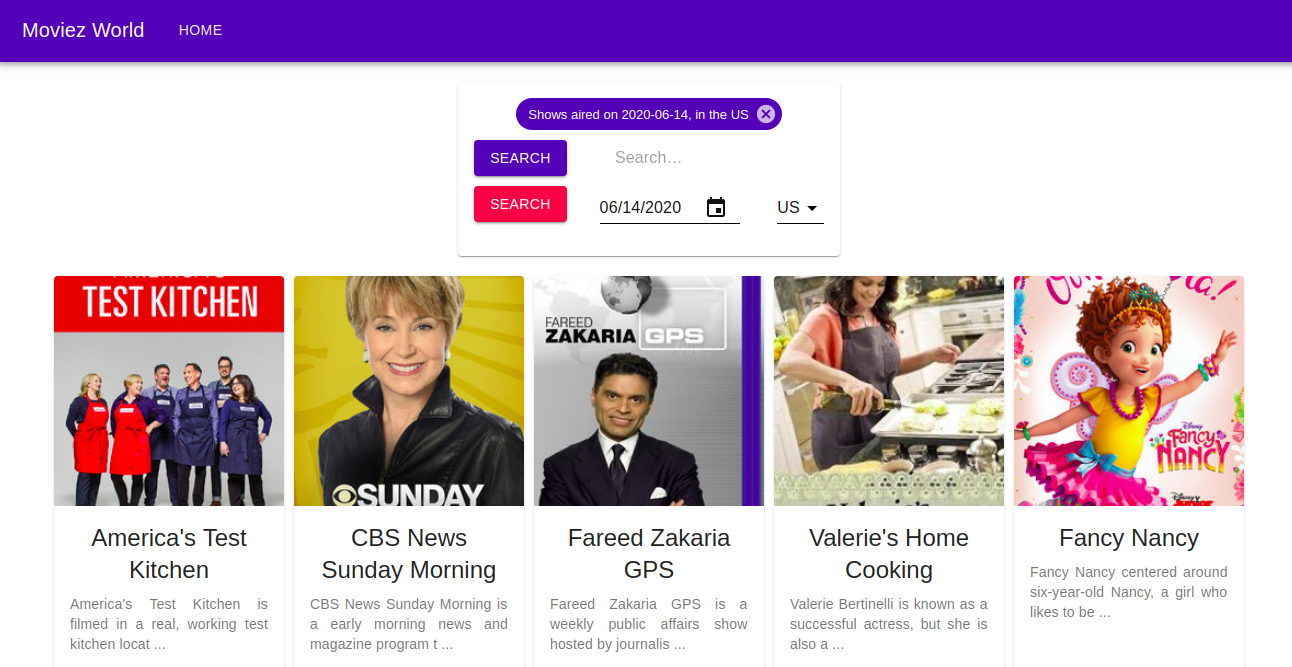 Moviez World HOME
Shows aired on 2020-06-14, in the US
SEARCH Search…
SEARCH 06/14/2020 US
TEST KITCHEN
SUNDAY
FAREED
ZAKARIA GPS
Disney
Fancy
NANCY
Disney
Junior
America's Test
Kitchen
America's Test Kitchen is
filmed in a real, working test
kitchen locat ...
CBS News
Sunday Morning
CBS News Sunday Morning is
a early morning news and
magazine program t ...
Fareed Zakaria
GPS
Fareed Zakaria GPS is a
weekly public affairs show
hosted by journalis ...
Valerie's Home
Cooking
Valerie Bertinelli is known as a
successful actress, but she is
also a ...
Fancy Nancy
Fancy Nancy centered around
six-year-old Nancy, a girl who
likes to be ...